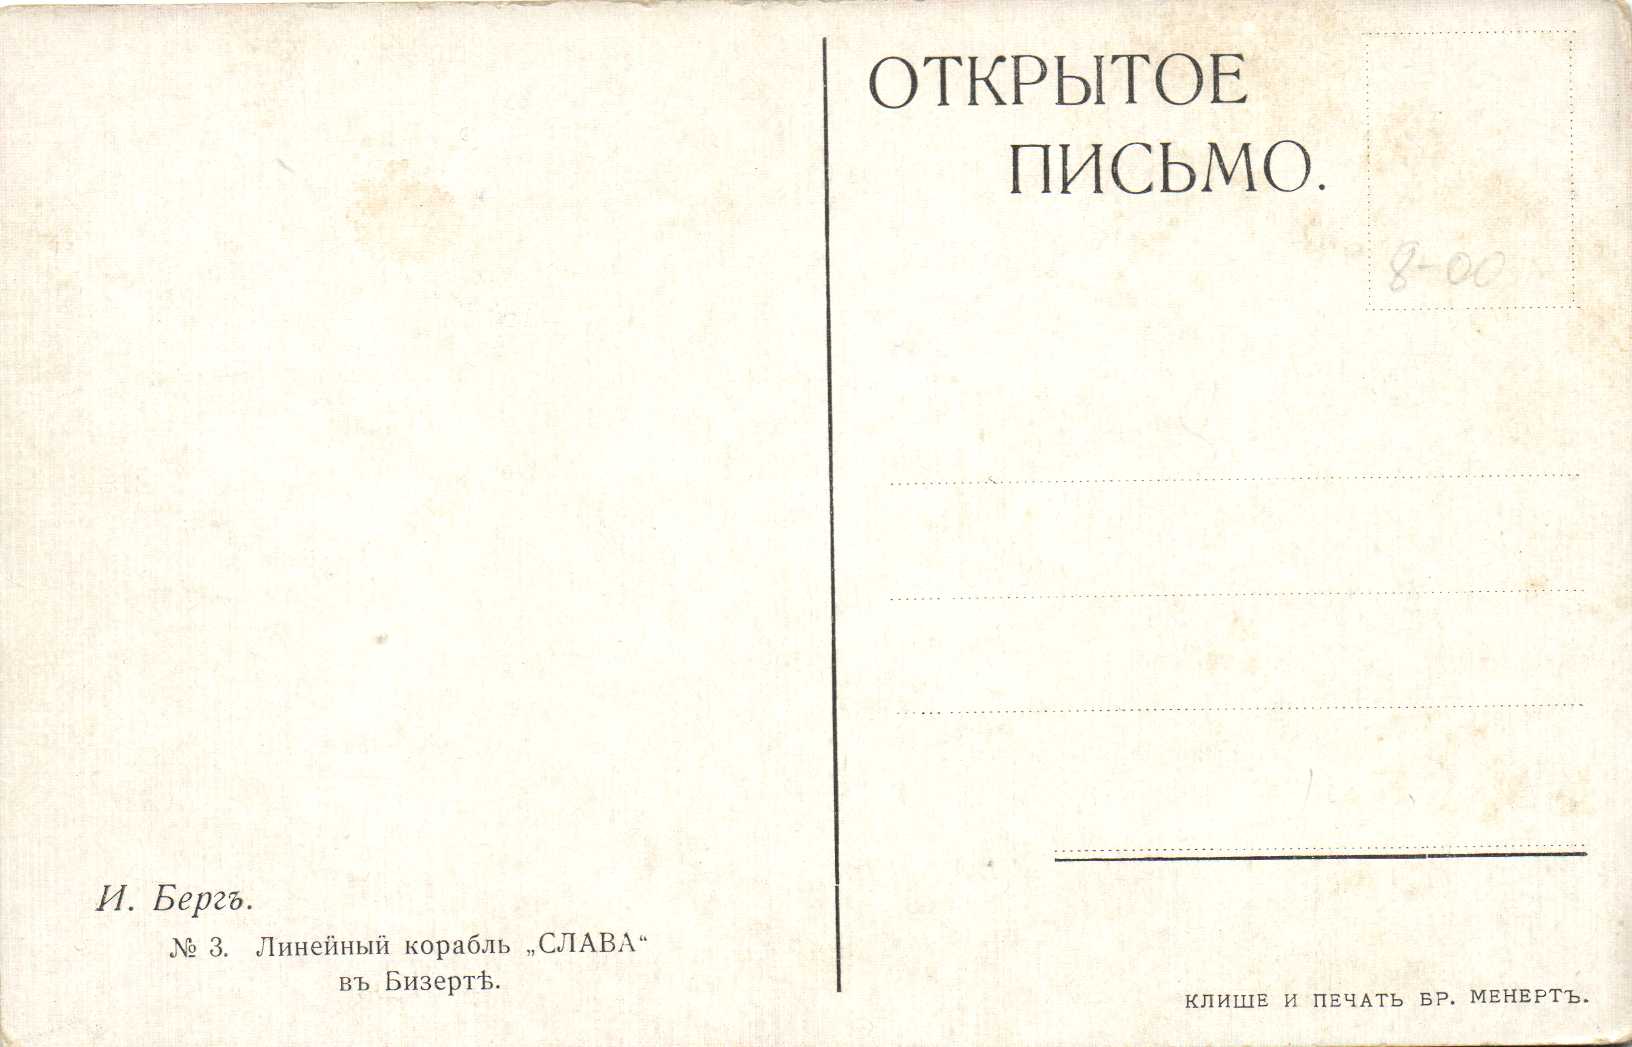 ОТКРЫТОЕ
ПИСЬМО.
8-00
И. Бергъ.
№ 3. Линейный корабль „СЛАВА“
въ Бизертѣ.
КЛИШЕ И ПЕЧАТЬ БР. МЕНЕРТЪ.